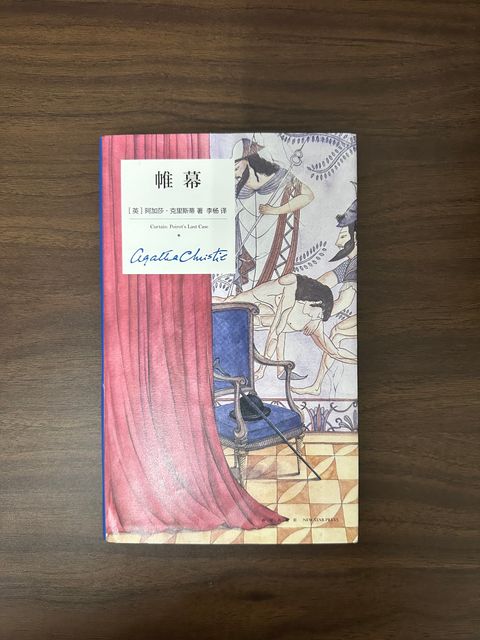 帷幕
[英]阿加莎·克里斯蒂 著 李杨 译
Curtain: Poirot's Last Case
Agatha Christie
NEW STAR PRESS